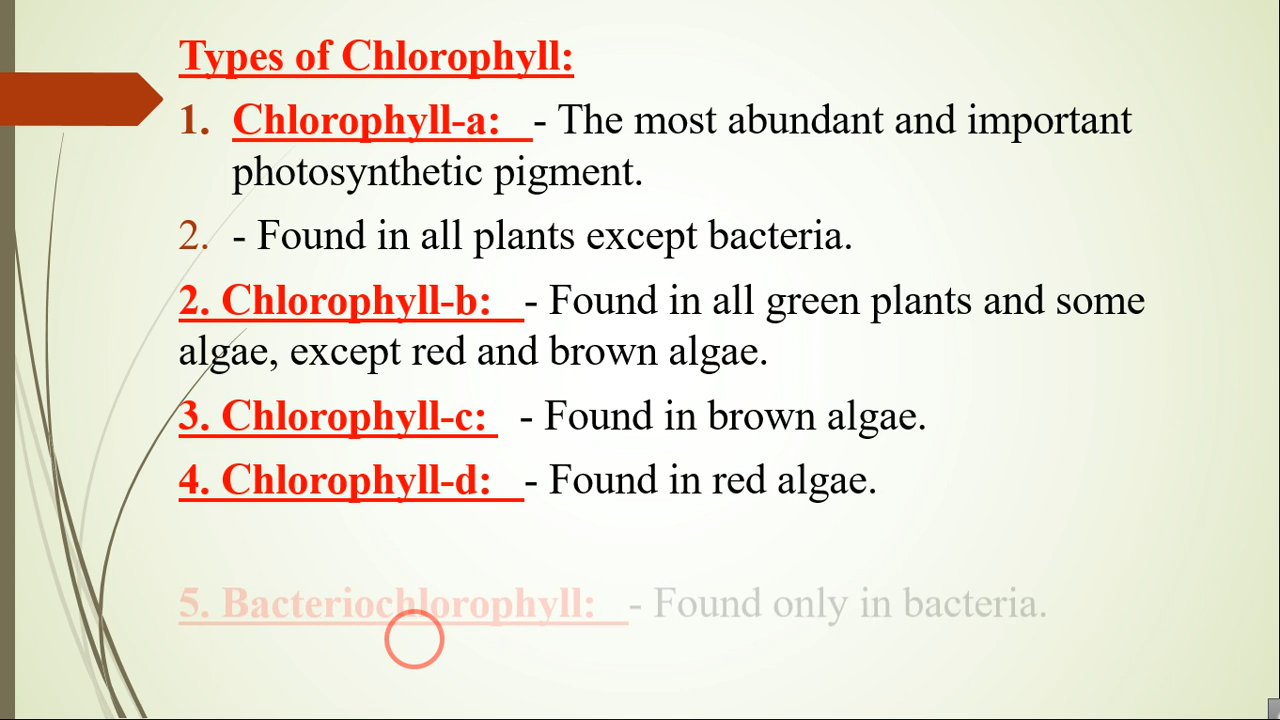 Types of Chlorophyll:
1. Chlorophyll-a: - The most abundant and important
photosynthetic pigment.
2. - Found in all plants except bacteria.
2. Chlorophyll-b: - Found in all green plants and some
algae, except red and brown algae.
3. Chlorophyll-c: - Found in brown algae.
4. Chlorophyll-d: - Found in red algae.
5. Bacteriochlorophyll: - Found only in bacteria.